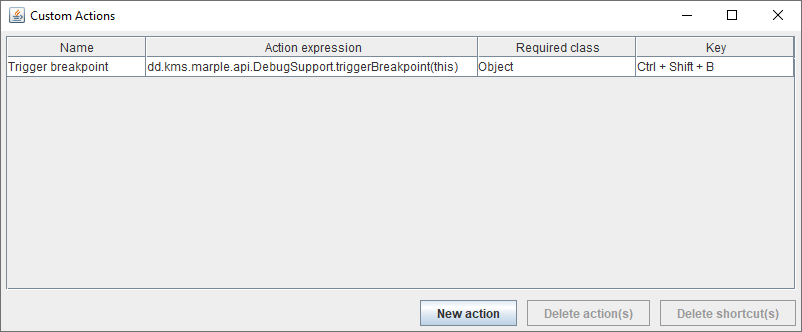 Custom Actions
Name Action expression Required class Key
Trigger breakpoint dd.kms.marple.api.DebugSupport.triggerBreakpoint(this) Object Ctrl + Shift + B
New action Delete action(s) Delete shortcut(s)